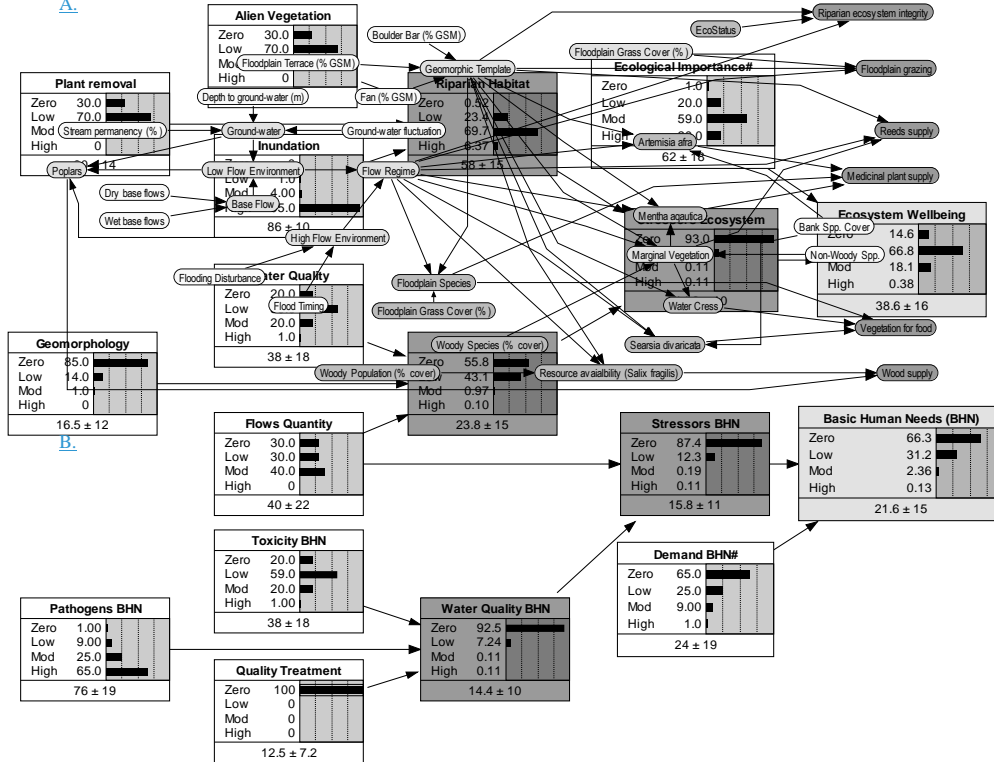 A.
Alien Vegetation
Zero 30.0
Low 70.0
High 0
Boulder Bar (% GSM)
Floodplain Terrace (% GSM)
Geomorphic Template
Fan (% GSM)
EcoStatus
Riparian ecosystem integrity
Floodplain Grass Cover (% )
Floodplain grazing
Ecological Importance#
Zero 1.0
Low 20.0
Mod 59.0
High
62 ± 18
Plant removal
Zero 30.0
Low 70.0
Mod
High
Depth to ground-water (m)
Stream permanency (% )
Ground-water
Ground-water fluctuation
Riparian Habitat
Zero 0.52
Low 23.4
Mod 69.7
High 6.37
58 ± 15
Artemisia afra
Reeds supply
Inundation
Poplars
Low Flow Environment
Flow Regime
Medicinal plant supply
Dry base flows
Wet base flows
Base Flow
4.00
86 ± 10
High Flow Environment
Mentha aqautica
Ecosystem
Zero 93.0
Marginal Vegetation
Mod 0.11
High 0.11
Bank Spp. Cover
Non-Woody Spp.
Ecosystem Wellbeing
Zero 14.6
66.8
Mod 18.1
High 0.38
38.6 ± 16
Flooding Disturbance
Water Quality
Zero 20.0
Low
Mod 20.0
High 1.0
38 ± 18
Flood Timing
Floodplain Species
Floodplain Grass Cover (% )
Water Cress
Vegetation for food
Searsia divaricata
Geomorphology
Zero 85.0
Low 14.0
Mod 1.0
High 0
16.5 ± 12
Woody Species (% cover)
Woody Population (% cover)
Zero 55.8
Low 43.1
Mod 0.97
High 0.10
23.8 ± 15
Resource avaialbility (Salix fragilis)
Wood supply
B.
Flows Quantity
Zero 30.0
Low 30.0
Mod 40.0
High 0
40 ± 22
Stressors BHN
Zero 87.4
Low 12.3
Mod 0.19
High 0.11
15.8 ± 11
Basic Human Needs (BHN)
Zero 66.3
Low 31.2
Mod 2.36
High 0.13
21.6 ± 15
Toxicity BHN
Zero 20.0
Low 59.0
Mod 20.0
High 1.00
38 ± 18
Demand BHN#
Zero 65.0
Low 25.0
Mod 9.00
High 1.0
24 ± 19
Pathogens BHN
Zero 1.00
Low 9.00
Mod 25.0
High 65.0
76 ± 19
Water Quality BHN
Zero 92.5
Low 7.24
Mod 0.11
High 0.11
14.4 ± 10
Quality Treatment
Zero 100
Low 0
Mod 0
High 0
12.5 ± 7.2